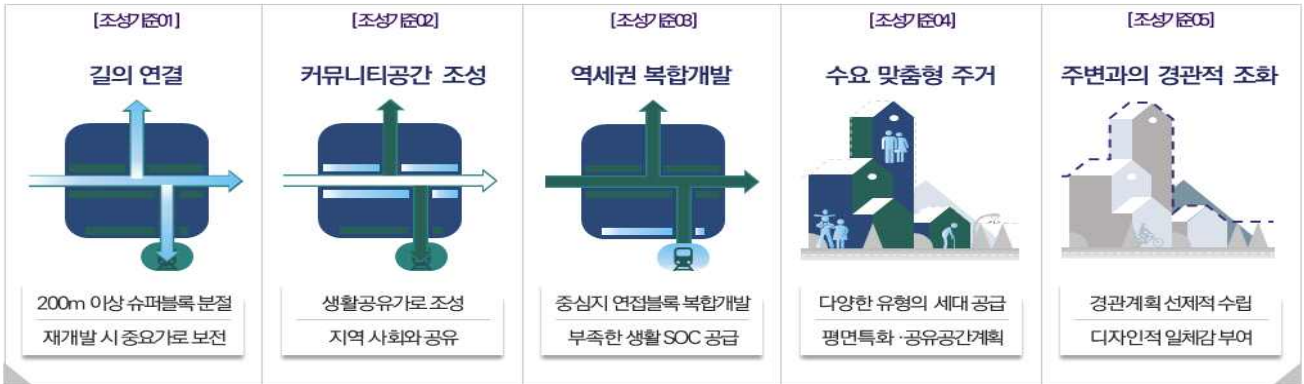 [조성기준01]
길의 연결
200m 이상 슈퍼블록 분절
재개발 시 중요가로 보전
[조성기준02]
커뮤니티공간 조성
생활공유가로 조성
지역 사회와 공유
[조성기준03]
역세권 복합개발
중심지 연접블록 복합개발
부족한 생활 SOC 공급
[조성기준04]
수요 맞춤형 주거
다양한 유형의 세대 공급
평면특화·공유공간계획
[조성기준05]
주변과의 경관적 조화
경관계획 선제적 수립
디자인적 일체감 부여